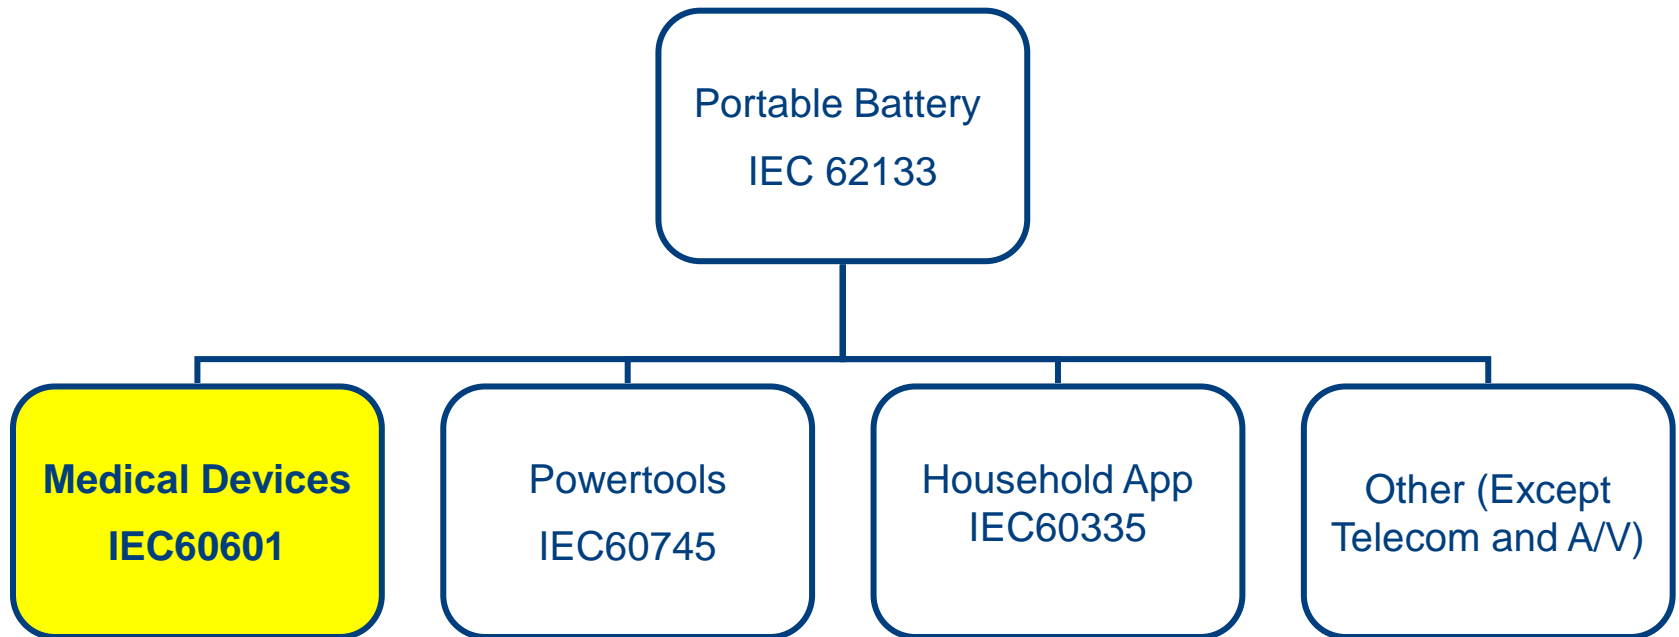 Portable Battery
IEC 62133
Medical Devices
IEC60601
Powertools
IEC60745
Household App
IEC60335
Other (Except
Telecom and A/V)